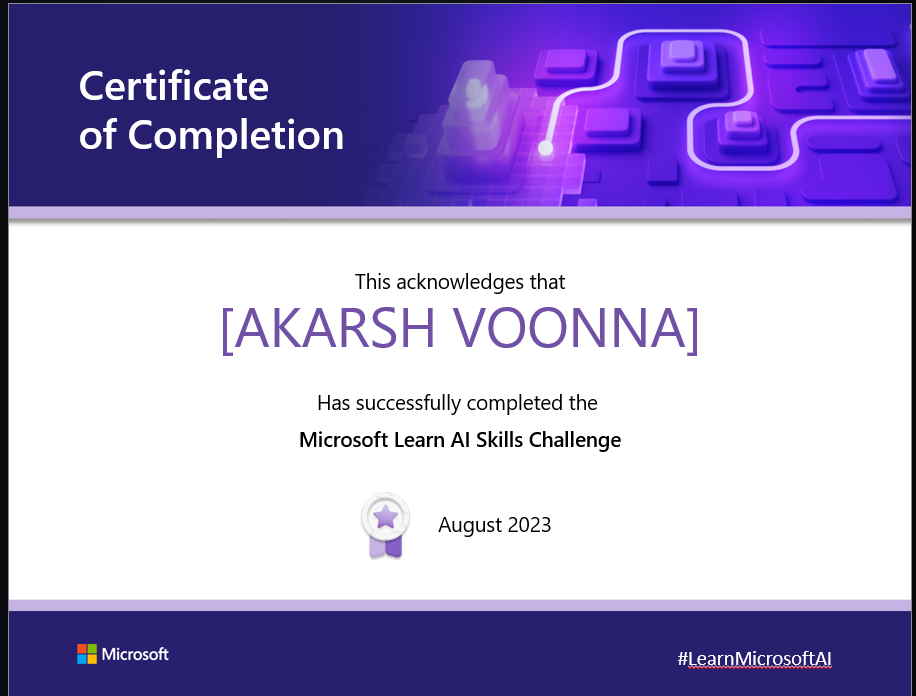 Certificate
of Completion
This acknowledges that
[AKARSH VOONNA]
Has successfully completed the
Microsoft Learn AI Skills Challenge
August 2023
Microsoft
#LearnMicrosoftAI